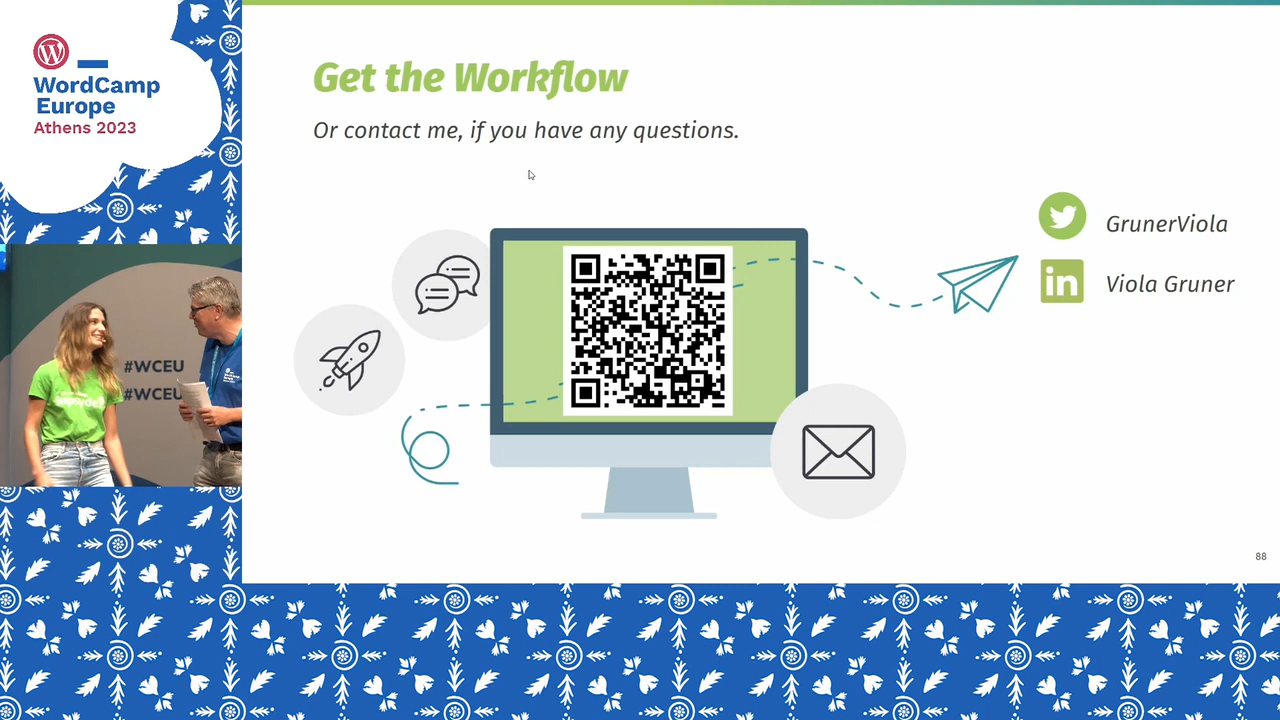 WordCamp
Europe
Athens 2023
Get the Workflow
Or contact me, if you have any questions.
GrunerViola
in
Viola Gruner
#WCEU
#WCEU
88